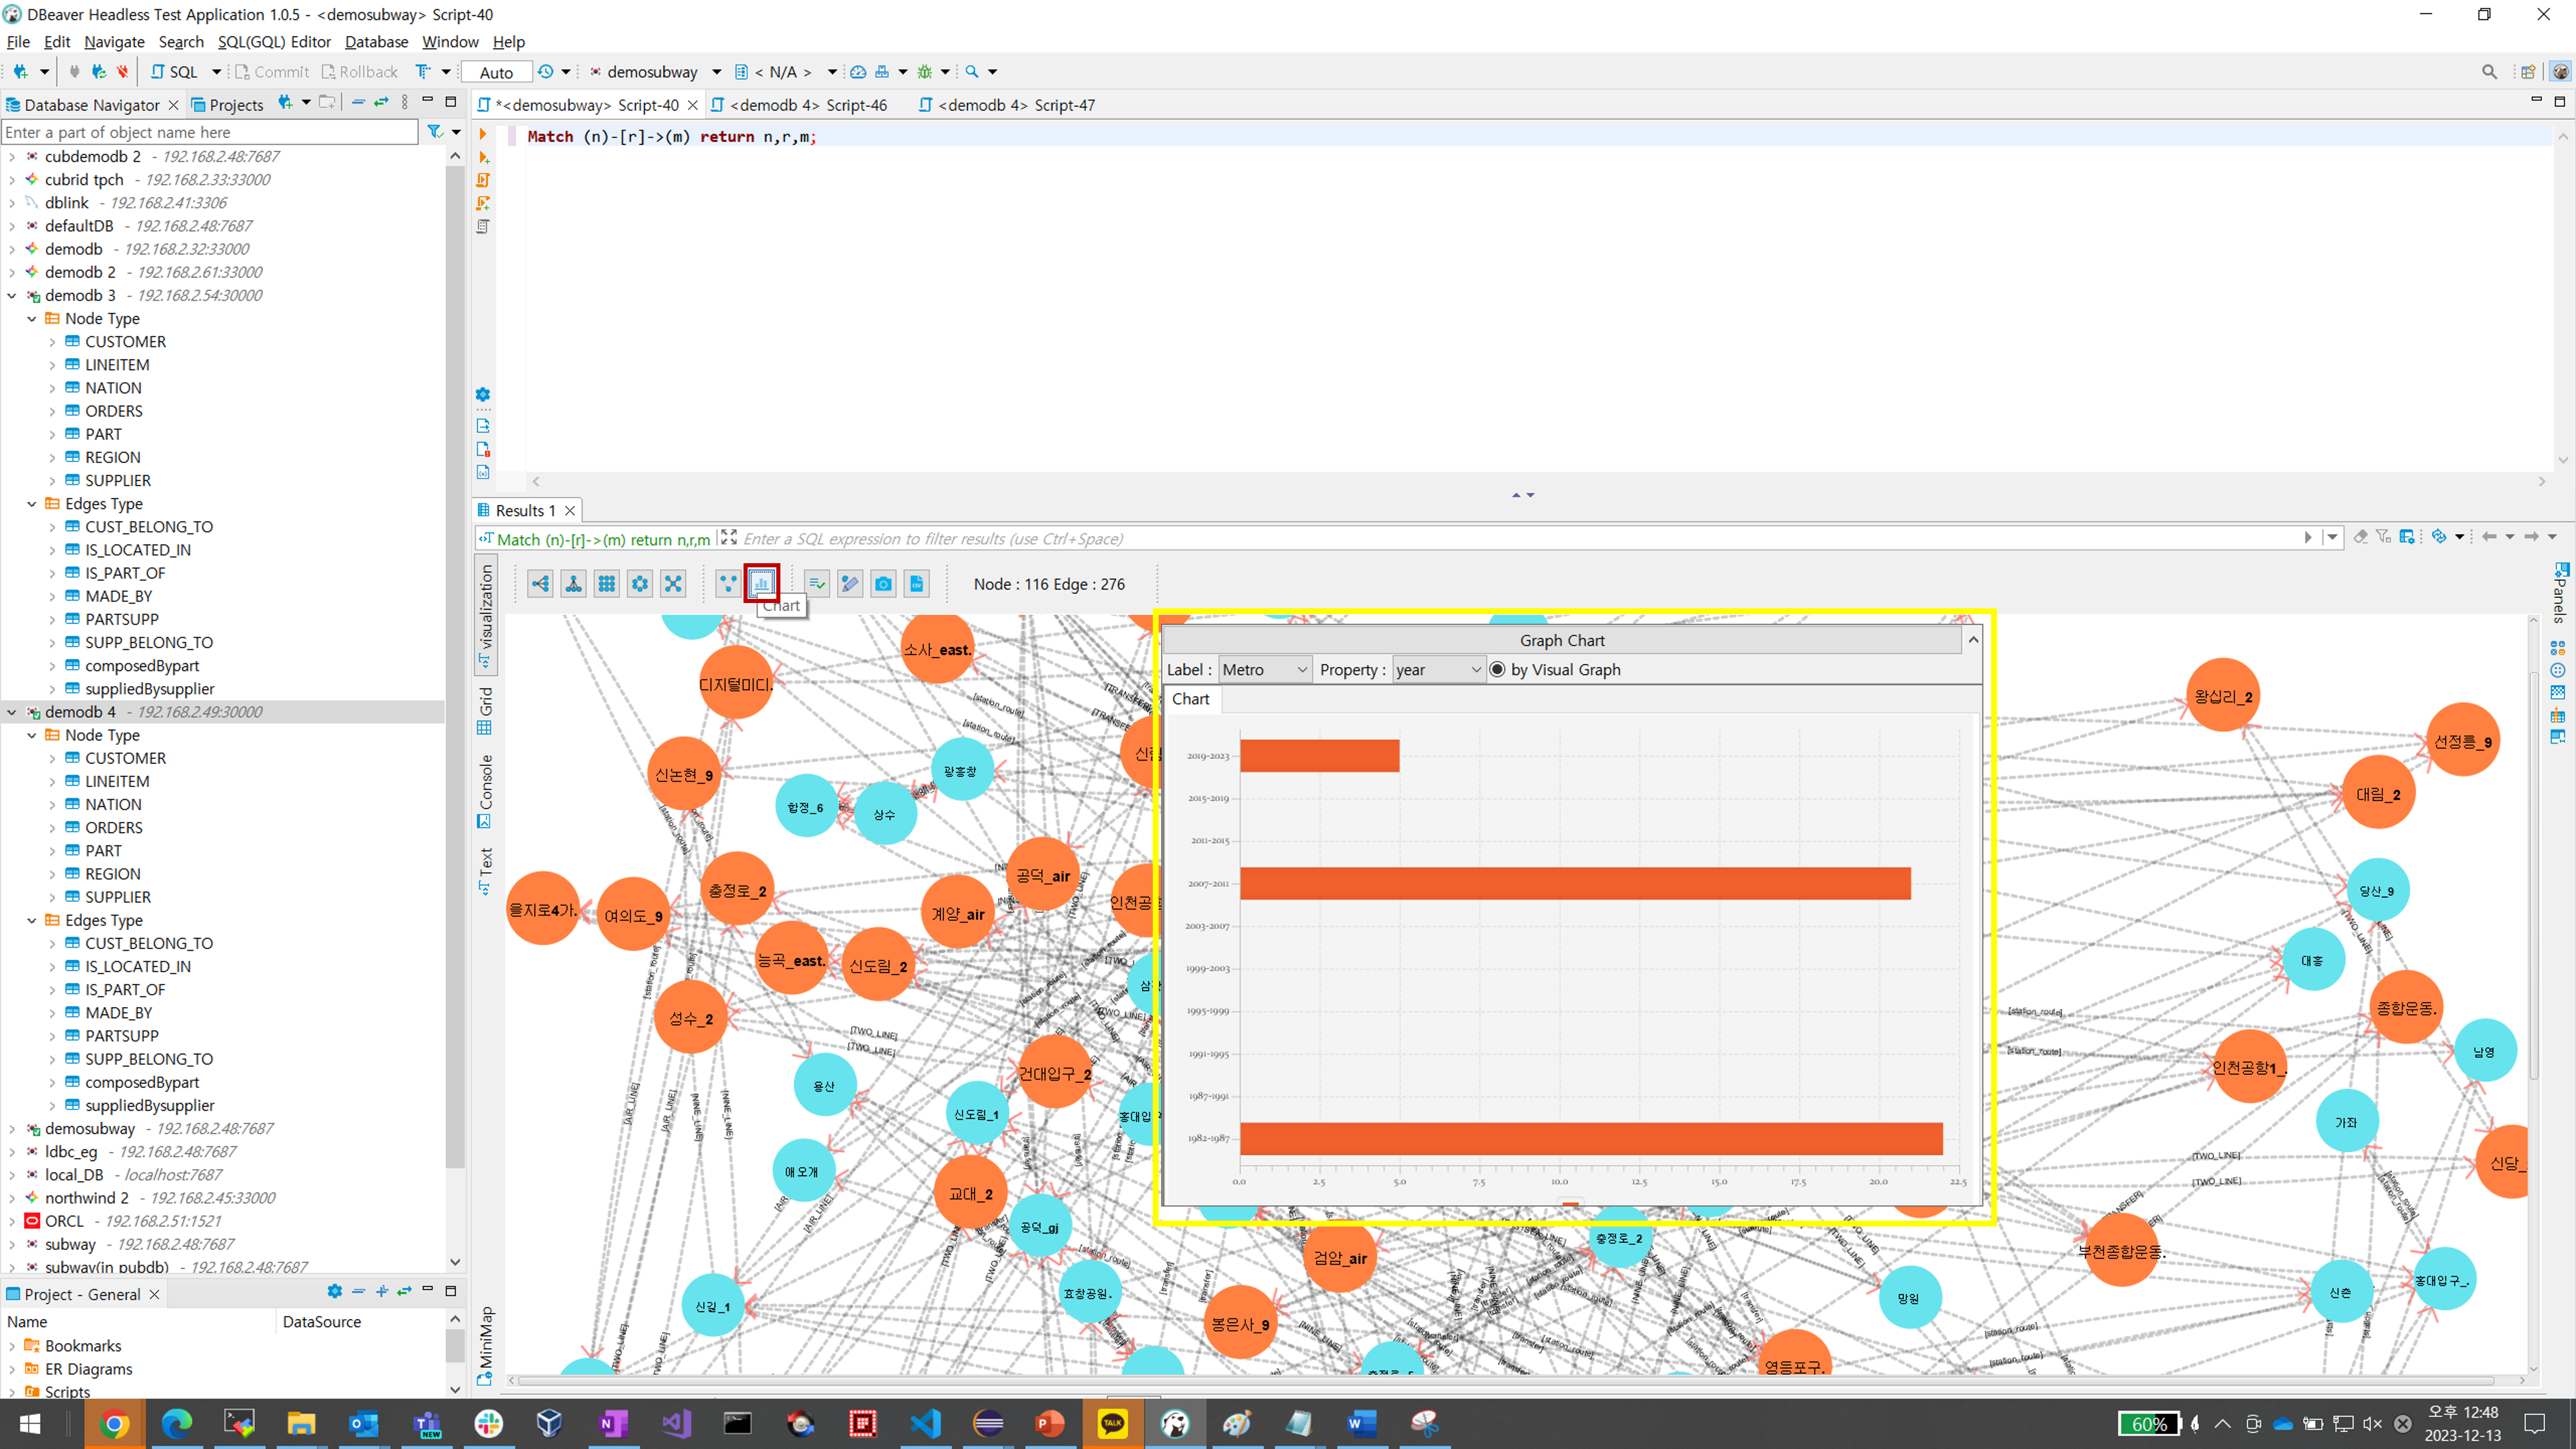 DBeaver Headless Test Application 1.0.5 - <demosubway> Script-40
File Edit Navigate Search SQL(GQL) Editor Database Window Help
SQL Commit Rollback Auto demosubway < N/A >
Database Navigator Projects
Enter a part of object name here
cubdemodb 2 - 192.168.2.48:7687
cubrid tpch - 192.168.2.33:33000
dblink - 192.168.2.41:3306
defaultDB - 192.168.2.48:7687
demodb - 192.168.2.32:33000
demodb 2 - 192.168.2.61:33000
demodb 3 - 192.168.2.54:30000
Node Type
CUSTOMER
LINEITEM
NATION
ORDERS
PART
REGION
SUPPLIER
Edges Type
CUST_BELONG_TO
IS_LOCATED_IN
IS_PART_OF
MADE_BY
PARTSUPP
SUPP_BELONG_TO
composedBypart
suppliedBysupplier
demodb 4 - 192.168.2.49:30000
Node Type
CUSTOMER
LINEITEM
NATION
ORDERS
PART
REGION
SUPPLIER
Edges Type
CUST_BELONG_TO
IS_LOCATED_IN
IS_PART_OF
MADE_BY
PARTSUPP
SUPP_BELONG_TO
composedBypart
suppliedBysupplier
demosubway - 192.168.2.48:7687
ldbc_eg - 192.168.2.48:7687
local_DB - localhost:7687
northwind 2 - 192.168.2.45:33000
ORCL - 192.168.2.51:1521
subway - 192.168.2.48:7687
subway(in pubdb) - 192.168.2.48:7687
Project - General
Name DataSource
Bookmarks
ER Diagrams
Scripts
*<demosubway> Script-40 <demodb 4> Script-46 <demodb 4> Script-47
Match (n)-[r]->(m) return n,r,m;
Results 1
Match (n)-[r]->(m) return n,r,m Enter a SQL expression to filter results (use Ctrl+Space)
visualization
Grid
Console
Text
MiniMap
Panels
Node : 116 Edge : 276
Chart
Graph Chart
Label : Metro Property : year by Visual Graph
Chart
2019-2023
2015-2019
2011-2015
2007-2011
2003-2007
1999-2003
1995-1999
1991-1995
1987-1991
1982-1987
0.0 2.5 5.0 7.5 10.0 12.5 15.0 17.5 20.0 22.5
소사_east.
디지털미디.
신논현_9
광흥창
합정_6
상수
충정로_2
공덕_air
을지로4가.
여의도_9
계양_air
인천공
능곡_east.
신도림_2
성수_2
용산
건대입구_2
신도림_1
애오개
교대_2
공덕_gj
신길_1
효창공원.
검암_air
봉은사_9
충정로_2
영등포구.
망원
부천종합운동.
신촌
홍대입구_.
왕십리_2
선정릉_9
대림_2
당산_9
대흥
종합운동.
남영
인천공항1_.
가좌
신당_
[station_route]
[station_route]
[TWO_LINE]
[TWO_LINE]
[AIR_LINE]
[AIR_LINE]
[NINE_LINE]
[NINE_LINE]
[station_route]
[station_route]
[TWO_LINE]
[TWO_LINE]
60%
오후 12:48
2023-12-13